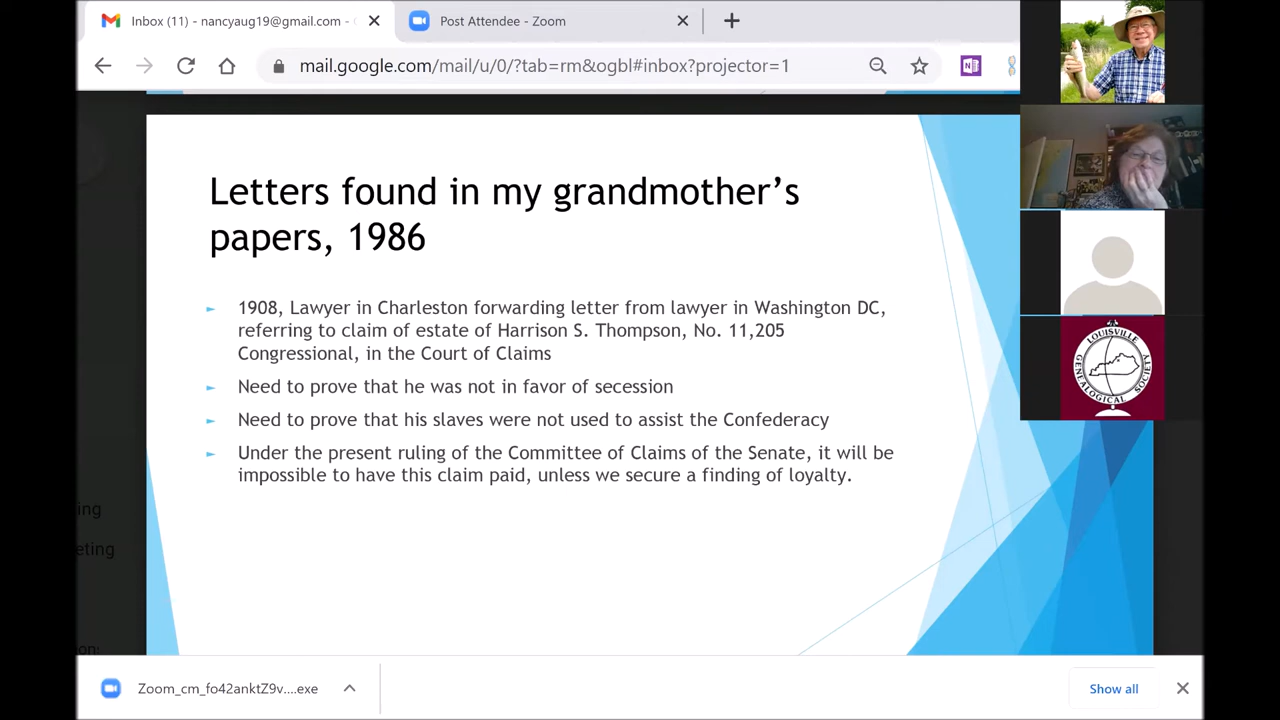 Inbox (11) - nancyaug19@gmail.com -
Post Attendee - Zoom
mail.google.com/mail/u/0/?tab=rm&ogbl#inbox?projector=1
Letters found in my grandmother's
papers, 1986
► 1908, Lawyer in Charleston forwarding letter from lawyer in Washington DC,
referring to claim of estate of Harrison S. Thompson, No. 11,205
Congressional, in the Court of Claims
► Need to prove that he was not in favor of secession
► Need to prove that his slaves were not used to assist the Confederacy
► Under the present ruling of the Committee of Claims of the Senate, it will be
impossible to have this claim paid, unless we secure a finding of loyalty.
LOUISVILLE
GENEALOGICAL SOCIETY
ing
eting
on:
Zoom_cm_fo42anktZ9v....exe
Show all